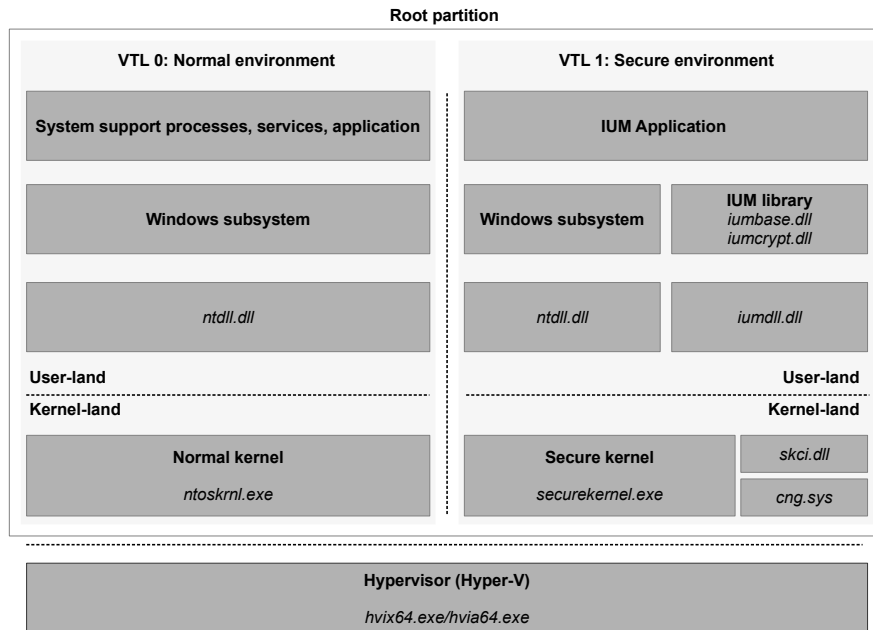 Root partition
VTL 0: Normal environment
System support processes, services, application
Windows subsystem
ntdll.dll
User-land
Kernel-land
Normal kernel
ntoskrnl.exe
VTL 1: Secure environment
IUM Application
Windows subsystem
IUM library
iumbase.dll
iumcrypt.dll
ntdll.dll
iumdll.dll
User-land
Kernel-land
Secure kernel
securekernel.exe
skci.dll
cng.sys
Hypervisor (Hyper-V)
hvix64.exe/hvia64.exe